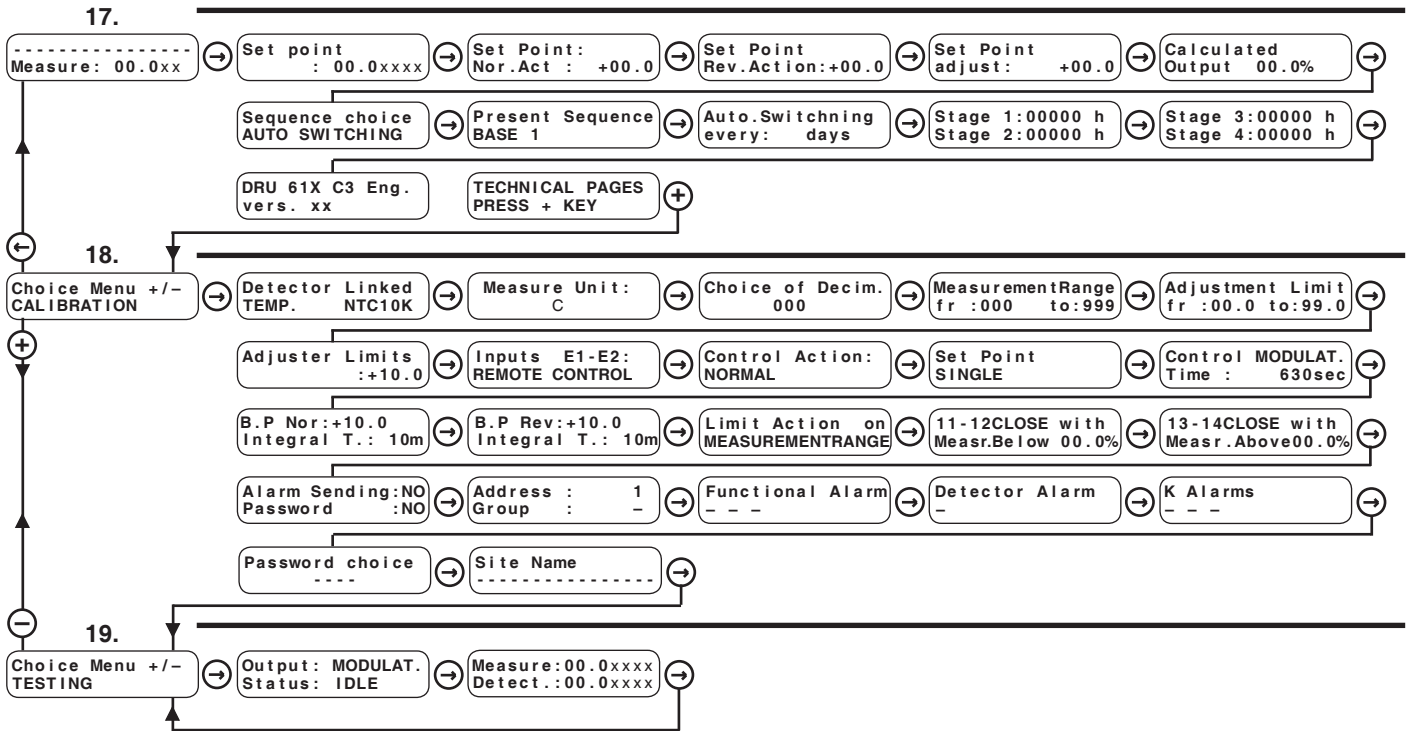 17.
----------------
Measure: 00.0xx
Set point
: 00.0xxxx
Set Point:
Nor.Act : +00.0
Set Point
Rev.Action:+00.0
Set Point
adjust: +00.0
Calculated
Output 00.0%
Sequence choice
AUTO SWITCHING
Present Sequence
BASE 1
Auto.Switchning
every: days
Stage 1:00000 h
Stage 2:00000 h
Stage 3:00000 h
Stage 4:00000 h
DRU 61X C3 Eng.
vers. xx
TECHNICAL PAGES
PRESS + KEY
18.
Choice Menu +/–
CALIBRATION
Detector Linked
TEMP. NTC10K
Measure Unit:
C
Choice of Decim.
000
MeasurementRange
fr :000 to:999
Adjustment Limit
fr :00.0 to:99.0
Adjuster Limits
:+10.0
Inputs E1-E2:
REMOTE CONTROL
Control Action:
NORMAL
Set Point
SINGLE
Control MODULAT.
Time : 630sec
B.P Nor:+10.0
Integral T.: 10m
B.P Rev:+10.0
Integral T.: 10m
Limit Action on
MEASUREMENTRANGE
11-12CLOSE with
Measr.Below 00.0%
13-14CLOSE with
Measr.Above00.0%
Alarm Sending:NO
Password :NO
Address : 1
Group : –
Functional Alarm
– – –
Detector Alarm
–
K Alarms
– – –
Password choice
----
Site Name
----------------
19.
Choice Menu +/–
TESTING
Output: MODULAT.
Status: IDLE
Measure:00.0xxxx
Detect.:00.0xxxx